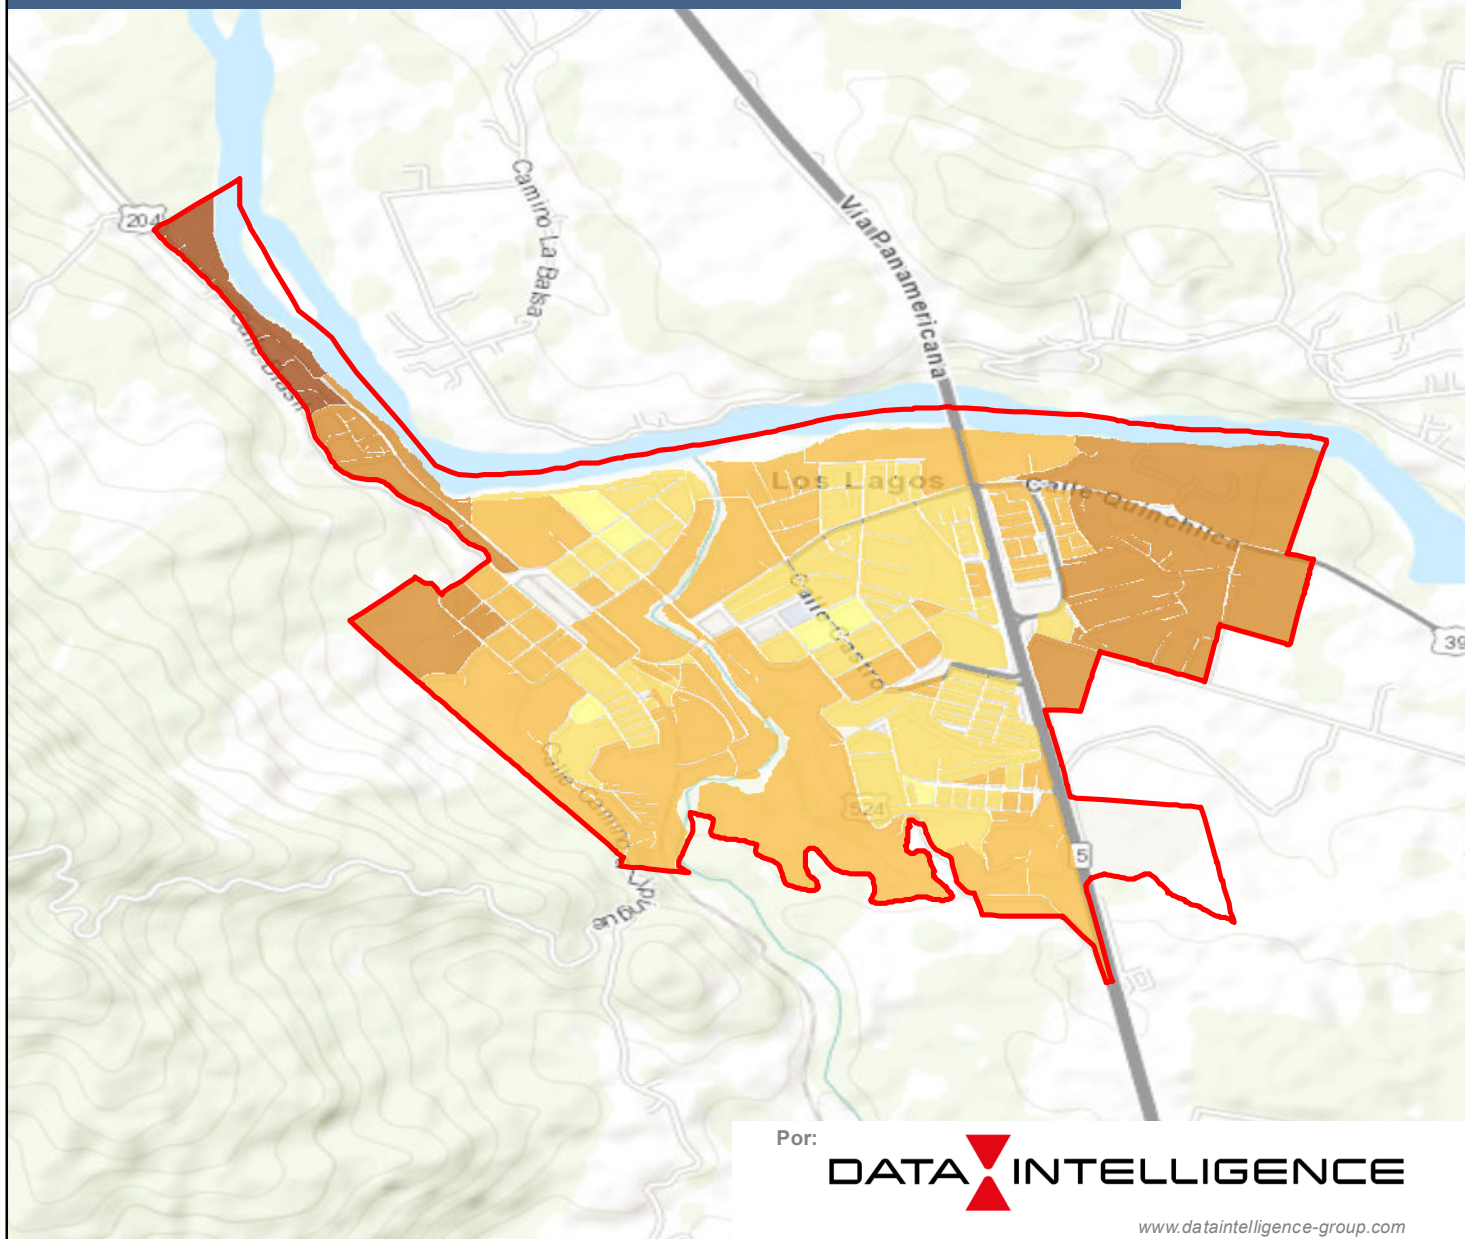 204
Camino La Balsa
Vía Panamericana
Los Lagos
Calle Quinchilca
Calle Castro
39
524
5
Por:
DATA INTELLIGENCE
www.dataintelligence-group.com